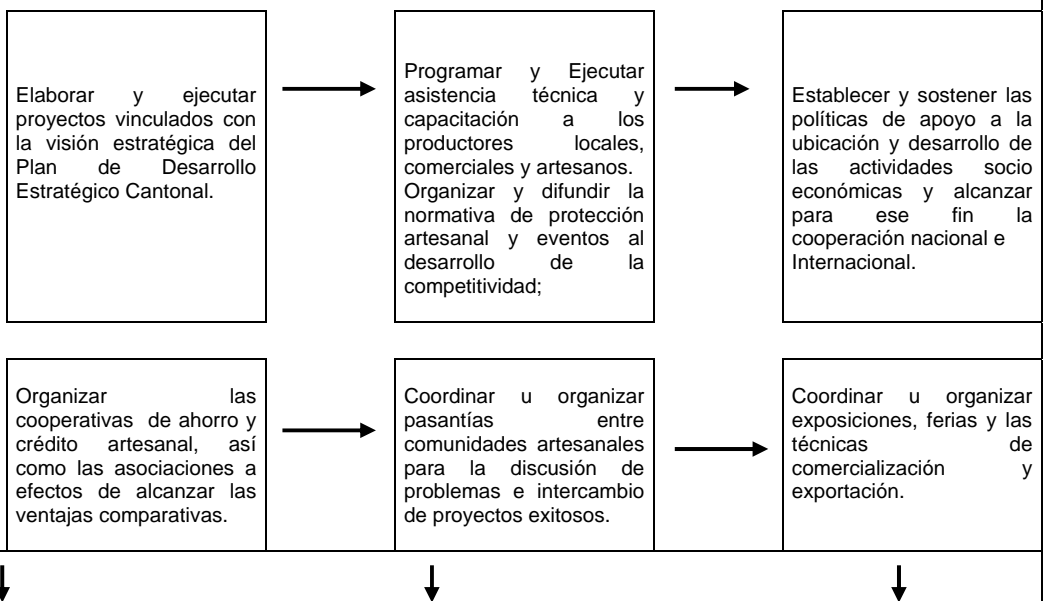 Elaborar y ejecutar
proyectos vinculados con
la visión estratégica del
Plan de Desarrollo
Estratégico Cantonal.
Programar y Ejecutar
asistencia técnica y
capacitación a los
productores locales,
comerciales y artesanos.
Organizar y difundir la
normativa de protección
artesanal y eventos al
desarrollo de la
competitividad;
Establecer y sostener las
políticas de apoyo a la
ubicación y desarrollo de
las actividades socio
económicas y alcanzar
para ese fin la
cooperación nacional e
Internacional.
Organizar las
cooperativas de ahorro y
crédito artesanal, así
como las asociaciones a
efectos de alcanzar las
ventajas comparativas.
Coordinar u organizar
pasantías entre
comunidades artesanales
para la discusión de
problemas e intercambio
de proyectos exitosos.
Coordinar u organizar
exposiciones, ferias y las
técnicas de
comercialización y
exportación.